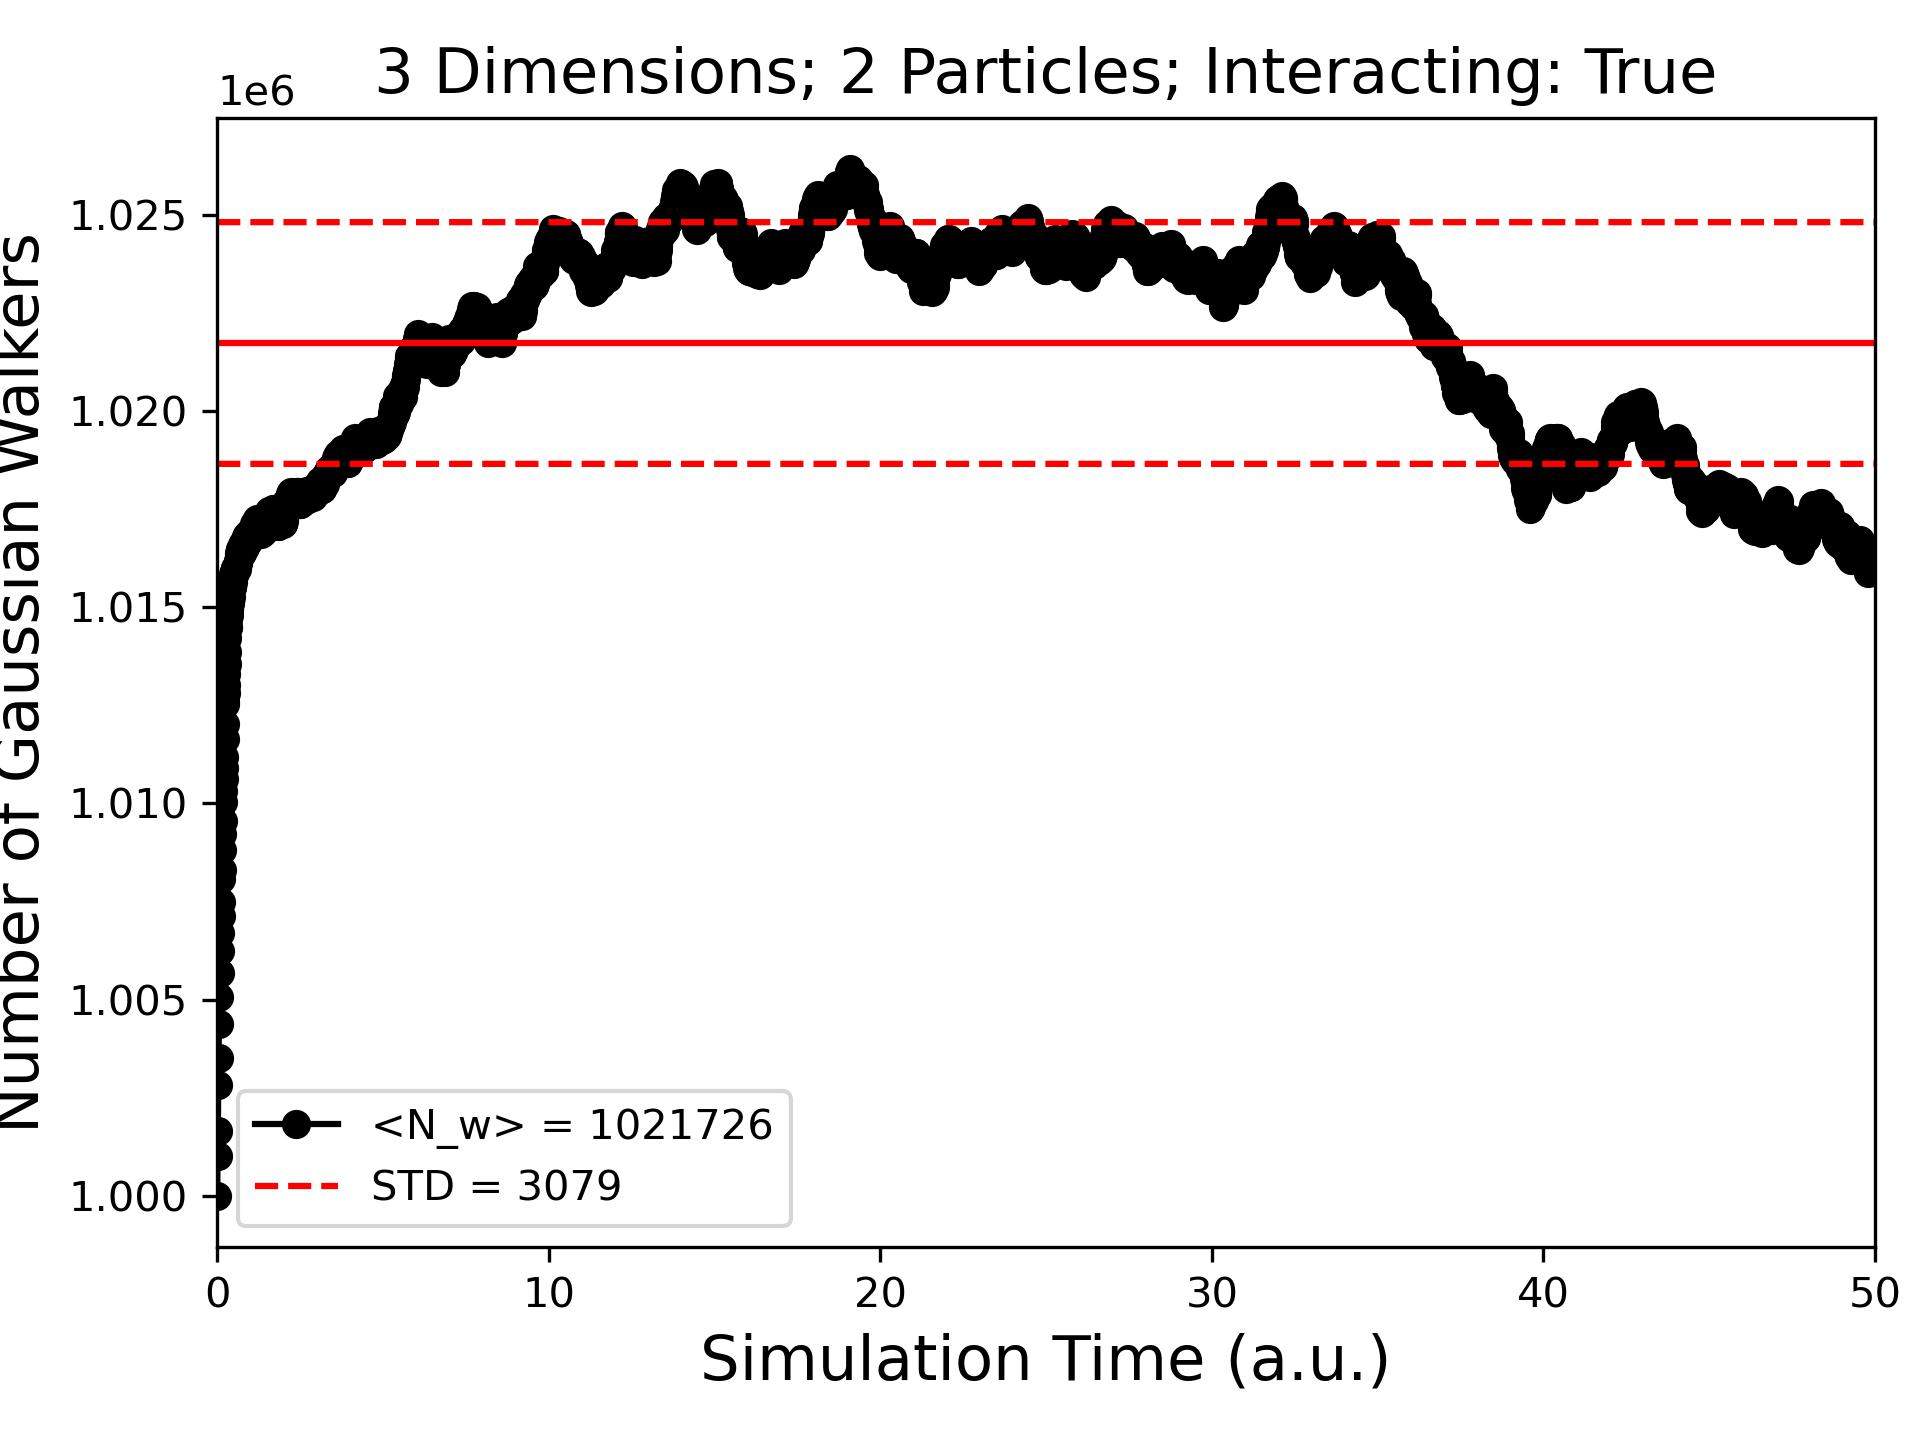 3 Dimensions; 2 Particles; Interacting: True
1e6
1.025
1.020
1.015
1.010
1.005
1.000
Number of Gaussian Walkers
<N_w> = 1021726
STD = 3079
0 10 20 30 40 50
Simulation Time (a.u.)